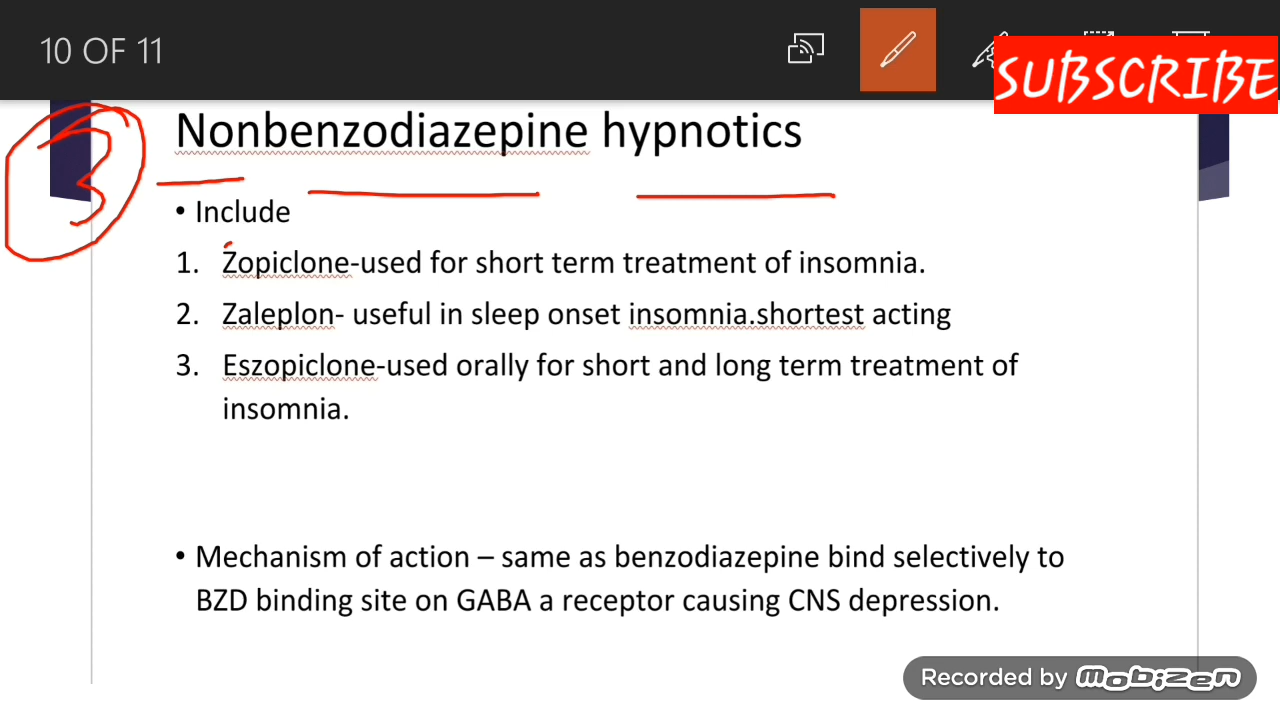 10 OF 11
SUBSCRIBE
3
Nonbenzodiazepine hypnotics
• Include
1. Zopiclone-used for short term treatment of insomnia.
2. Zaleplon- useful in sleep onset insomnia.shortest acting
3. Eszopiclone-used orally for short and long term treatment of
insomnia.
• Mechanism of action – same as benzodiazepine bind selectively to
BZD binding site on GABA a receptor causing CNS depression.
Recorded by mobizen